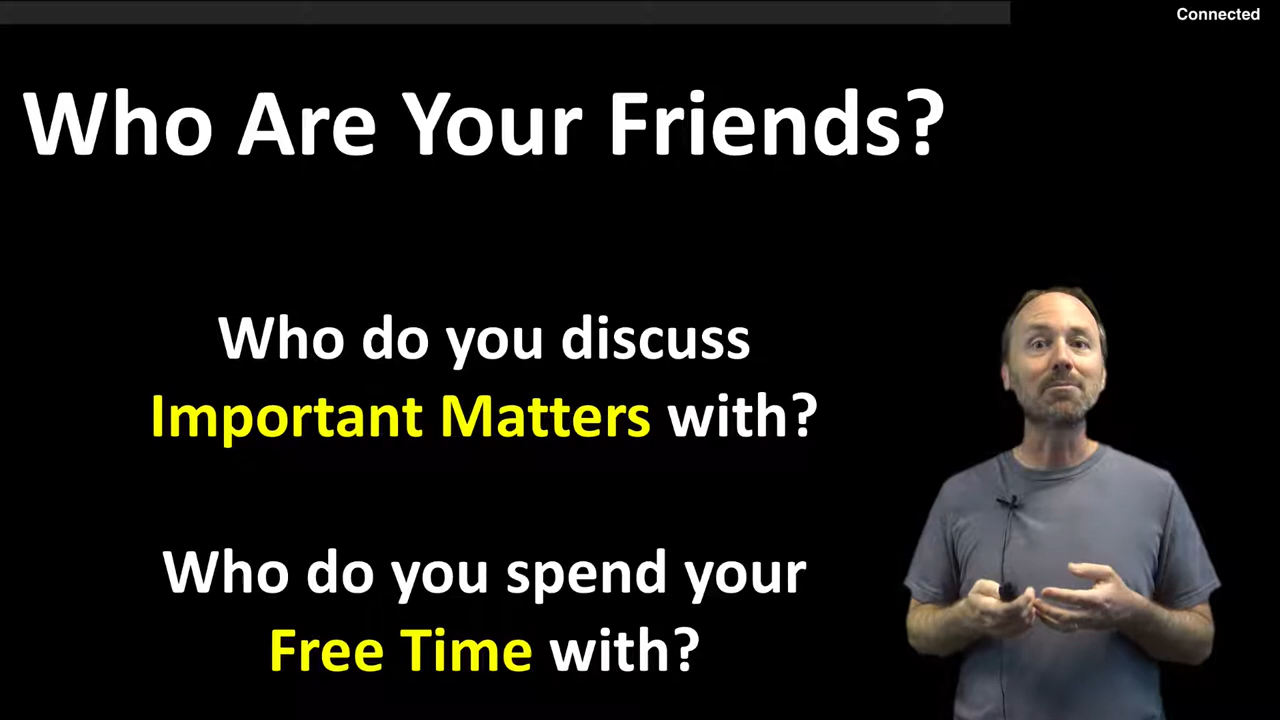 Connected
Who Are Your Friends?
Who do you discuss
Important Matters with?
Who do you spend your
Free Time with?